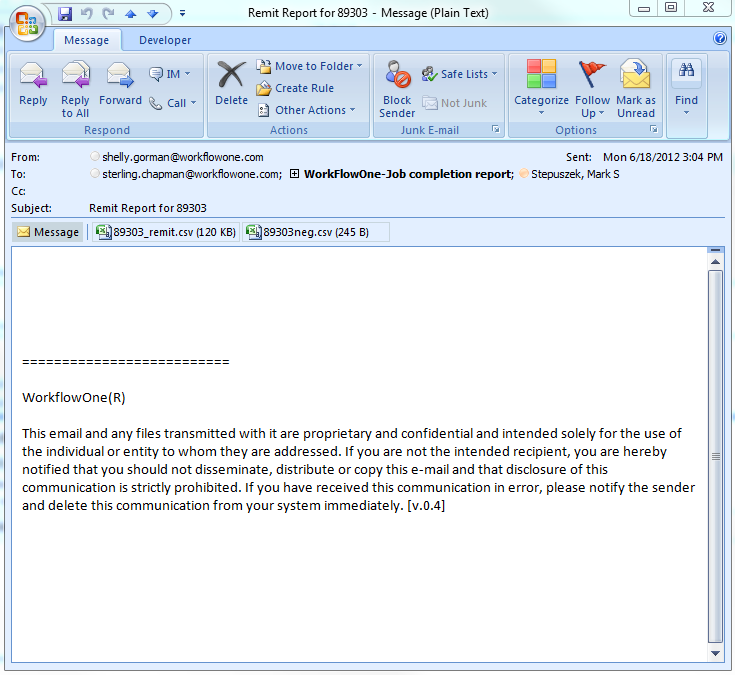 Remit Report for 89303 - Message (Plain Text)
Message Developer
Reply Reply to All Forward IM Call
Respond
Delete Move to Folder Create Rule Other Actions
Actions
Block Sender Safe Lists Not Junk
Junk E-mail
Categorize Follow Up Mark as Unread
Options
Find
From: shelly.gorman@workflowone.com Sent: Mon 6/18/2012 3:04 PM
To: sterling.chapman@workflowone.com; WorkFlowOne-Job completion report; Stepuszek, Mark S
Cc:
Subject: Remit Report for 89303
Message 89303_remit.csv (120 KB) 89303neg.csv (245 B)
==========================
WorkflowOne(R)
This email and any files transmitted with it are proprietary and confidential and intended solely for the use of
the individual or entity to whom they are addressed. If you are not the intended recipient, you are hereby
notified that you should not disseminate, distribute or copy this e-mail and that disclosure of this
communication is strictly prohibited. If you have received this communication in error, please notify the sender
and delete this communication from your system immediately. [v.0.4]